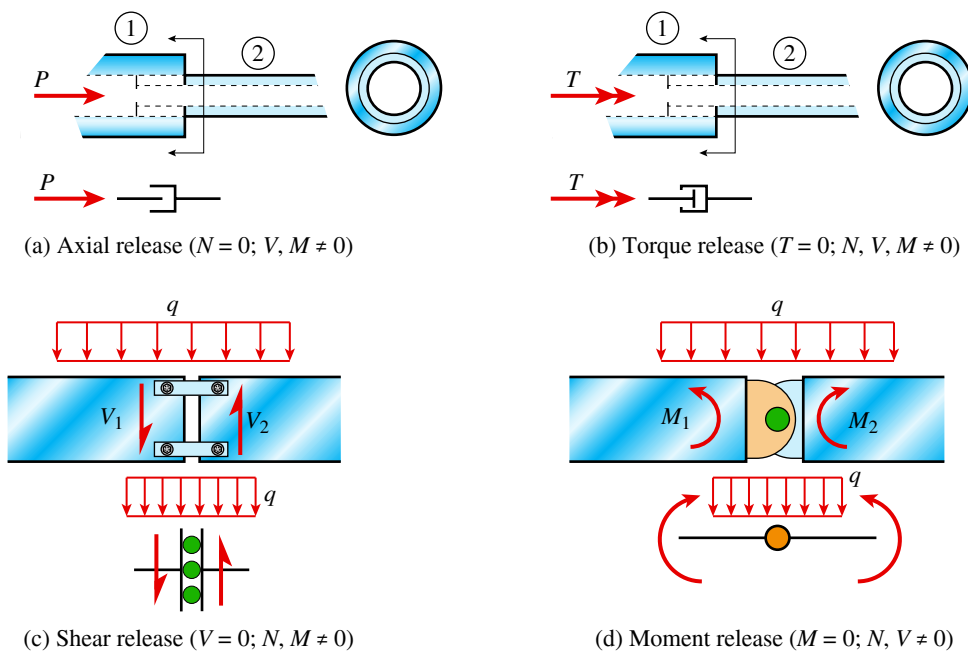 1
2
P
P
(a) Axial release (N = 0; V, M ≠ 0)
1
2
T
T
(b) Torque release (T = 0; N, V, M ≠ 0)
q
V₁
V₂
q
(c) Shear release (V = 0; N, M ≠ 0)
q
M₁
M₂
q
(d) Moment release (M = 0; N, V ≠ 0)